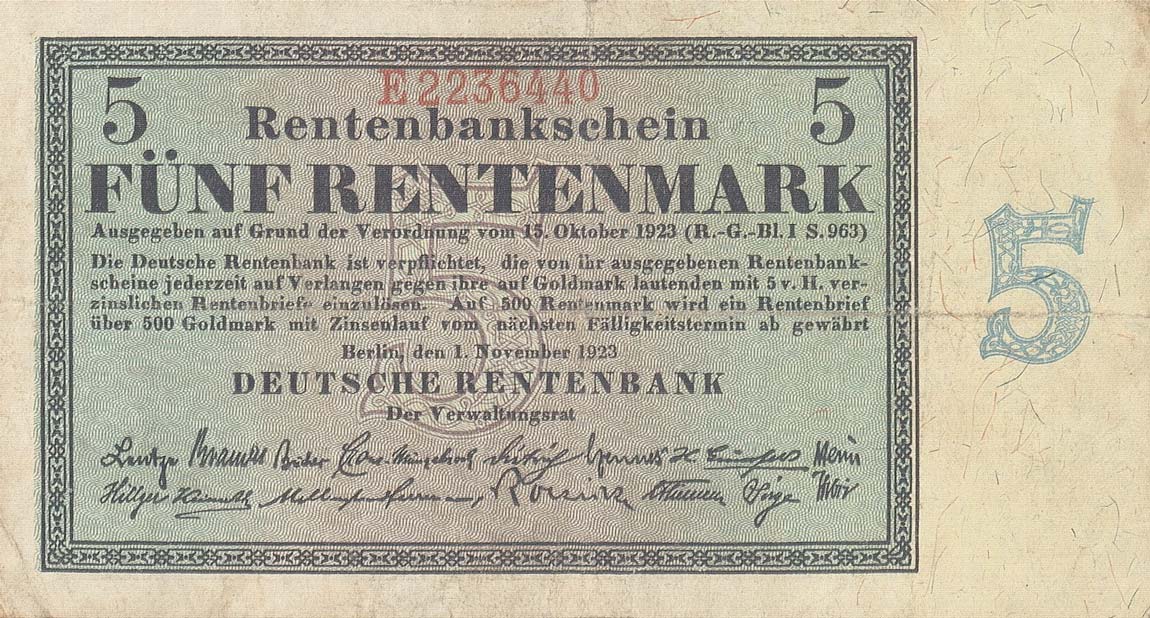 E2236440
5 Rentenbankschein 5
FÜNF RENTENMARK
Ausgegeben auf Grund der Verordnung vom 15. Oktober 1923 (R.-G.-Bl. I S. 963)
Die Deutsche Rentenbank ist verpflichtet, die von ihr ausgegebenen Rentenbank-
scheine jederzeit auf Verlangen gegen ihre auf Goldmark lautenden mit 5 v. H. ver-
zinslichen Rentenbriefe einzulösen. Auf 500 Rentenmark wird ein Rentenbrief
über 500 Goldmark mit Zinsenlauf vom nächsten Fälligkeitstermin ab gewährt
Berlin, den 1. November 1923
DEUTSCHE RENTENBANK
Der Verwaltungsrat
Lentze
Hillger
5
5